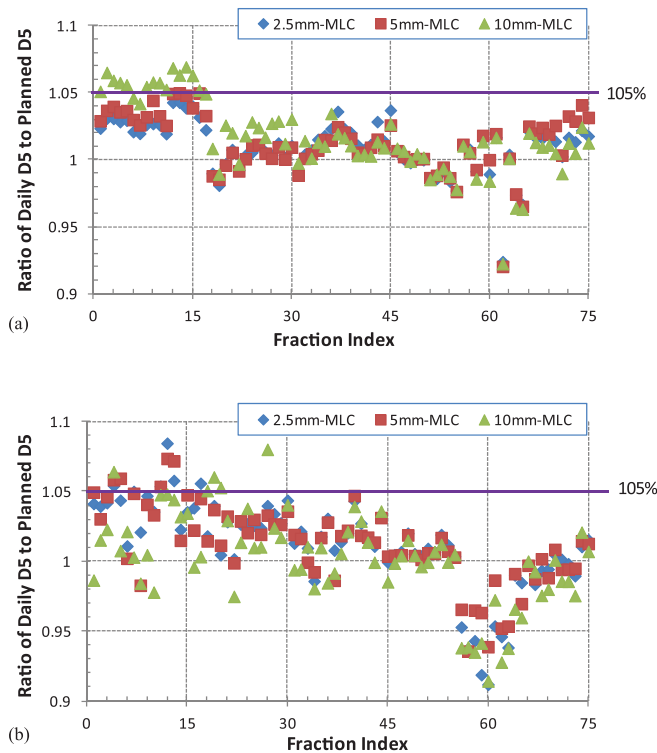 1.1
2.5mm-MLC 5mm-MLC 10mm-MLC
1.05
105%
1
0.95
0.9
Ratio of Daily D5 to Planned D5
0 15 30 45 60 75
(a)
Fraction Index
1.1
2.5mm-MLC 5mm-MLC 10mm-MLC
1.05
105%
1
0.95
0.9
Ratio of Daily D5 to Planned D5
0 15 30 45 60 75
(b)
Fraction Index